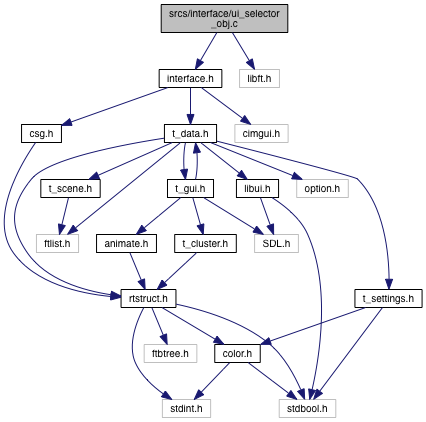 srcs/interface/ui_selector
_obj.c
interface.h
libft.h
csg.h
t_data.h
cimgui.h
t_scene.h
t_gui.h
libui.h
option.h
ftlist.h
animate.h
t_cluster.h
SDL.h
rtstruct.h
t_settings.h
ftbtree.h
color.h
stdint.h
stdbool.h